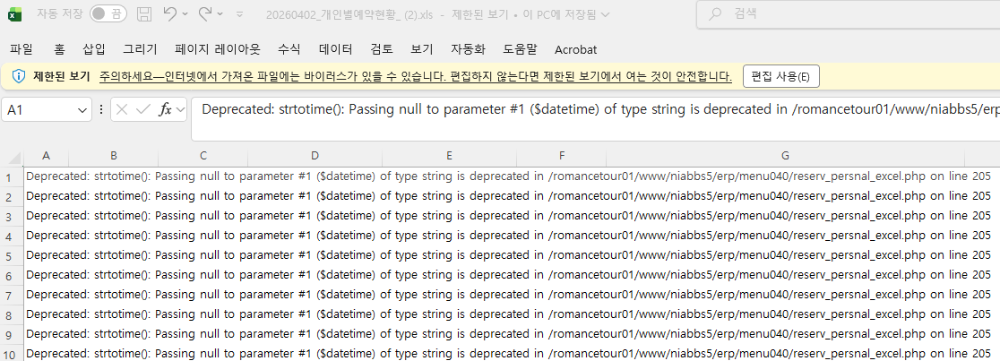 자동 저장 끔 20260402_개인별예약현황_ (2).xls - 제한된 보기 • 이 PC에 저장됨 검색
파일 홈 삽입 그리기 페이지 레이아웃 수식 데이터 검토 보기 자동화 도움말 Acrobat
제한된 보기 주의하세요—인터넷에서 가져온 파일에는 바이러스가 있을 수 있습니다. 편집하지 않는다면 제한된 보기에서 여는 것이 안전합니다. 편집 사용(E)
A1 fx Deprecated: strtotime(): Passing null to parameter #1 ($datetime) of type string is deprecated in /romancetour01/www/niabbs5/erp
A B C D E F G
1 Deprecated: strtotime(): Passing null to parameter #1 ($datetime) of type string is deprecated in /romancetour01/www/niabbs5/erp/menu040/reserv_persnal_excel.php on line 205
2 Deprecated: strtotime(): Passing null to parameter #1 ($datetime) of type string is deprecated in /romancetour01/www/niabbs5/erp/menu040/reserv_persnal_excel.php on line 205
3 Deprecated: strtotime(): Passing null to parameter #1 ($datetime) of type string is deprecated in /romancetour01/www/niabbs5/erp/menu040/reserv_persnal_excel.php on line 205
4 Deprecated: strtotime(): Passing null to parameter #1 ($datetime) of type string is deprecated in /romancetour01/www/niabbs5/erp/menu040/reserv_persnal_excel.php on line 205
5 Deprecated: strtotime(): Passing null to parameter #1 ($datetime) of type string is deprecated in /romancetour01/www/niabbs5/erp/menu040/reserv_persnal_excel.php on line 205
6 Deprecated: strtotime(): Passing null to parameter #1 ($datetime) of type string is deprecated in /romancetour01/www/niabbs5/erp/menu040/reserv_persnal_excel.php on line 205
7 Deprecated: strtotime(): Passing null to parameter #1 ($datetime) of type string is deprecated in /romancetour01/www/niabbs5/erp/menu040/reserv_persnal_excel.php on line 205
8 Deprecated: strtotime(): Passing null to parameter #1 ($datetime) of type string is deprecated in /romancetour01/www/niabbs5/erp/menu040/reserv_persnal_excel.php on line 205
9 Deprecated: strtotime(): Passing null to parameter #1 ($datetime) of type string is deprecated in /romancetour01/www/niabbs5/erp/menu040/reserv_persnal_excel.php on line 205
10 Deprecated: strtotime(): Passing null to parameter #1 ($datetime) of type string is deprecated in /romancetour01/www/niabbs5/erp/menu040/reserv_persnal_excel.php on line 205